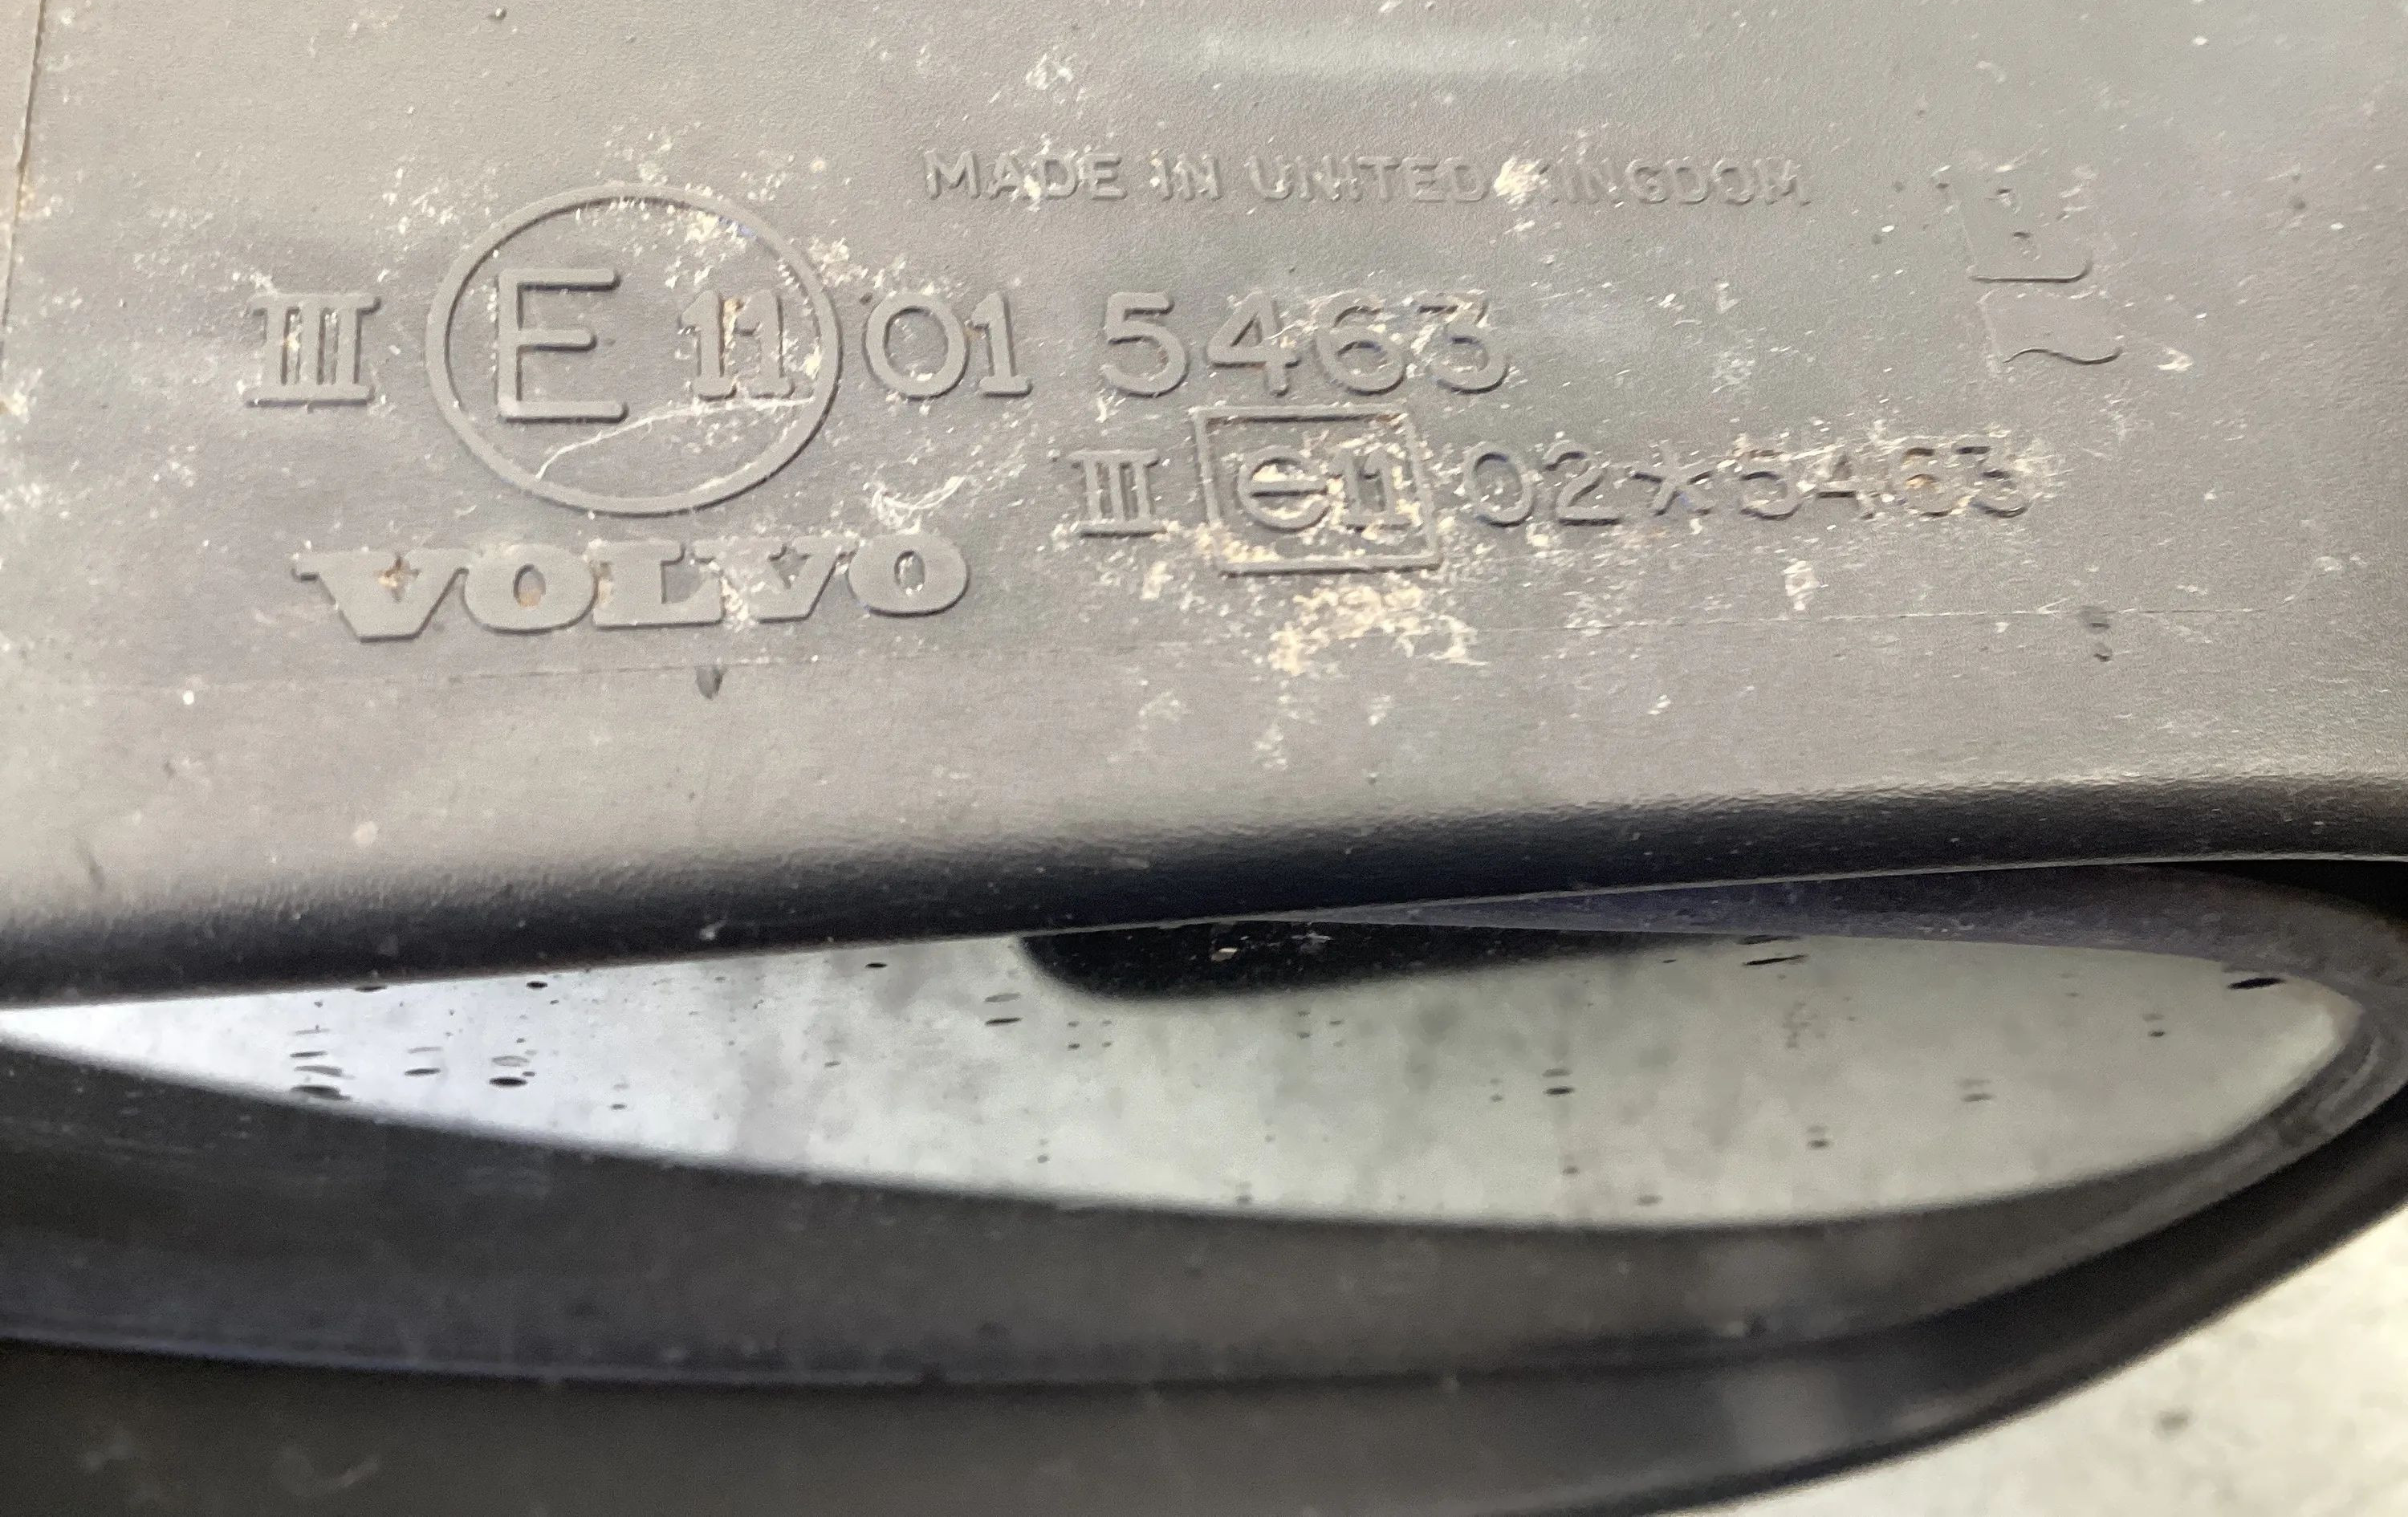 MADE IN UNITED KINGDOM
III E 11 01 5463
III e11 02*5463
VOLVO